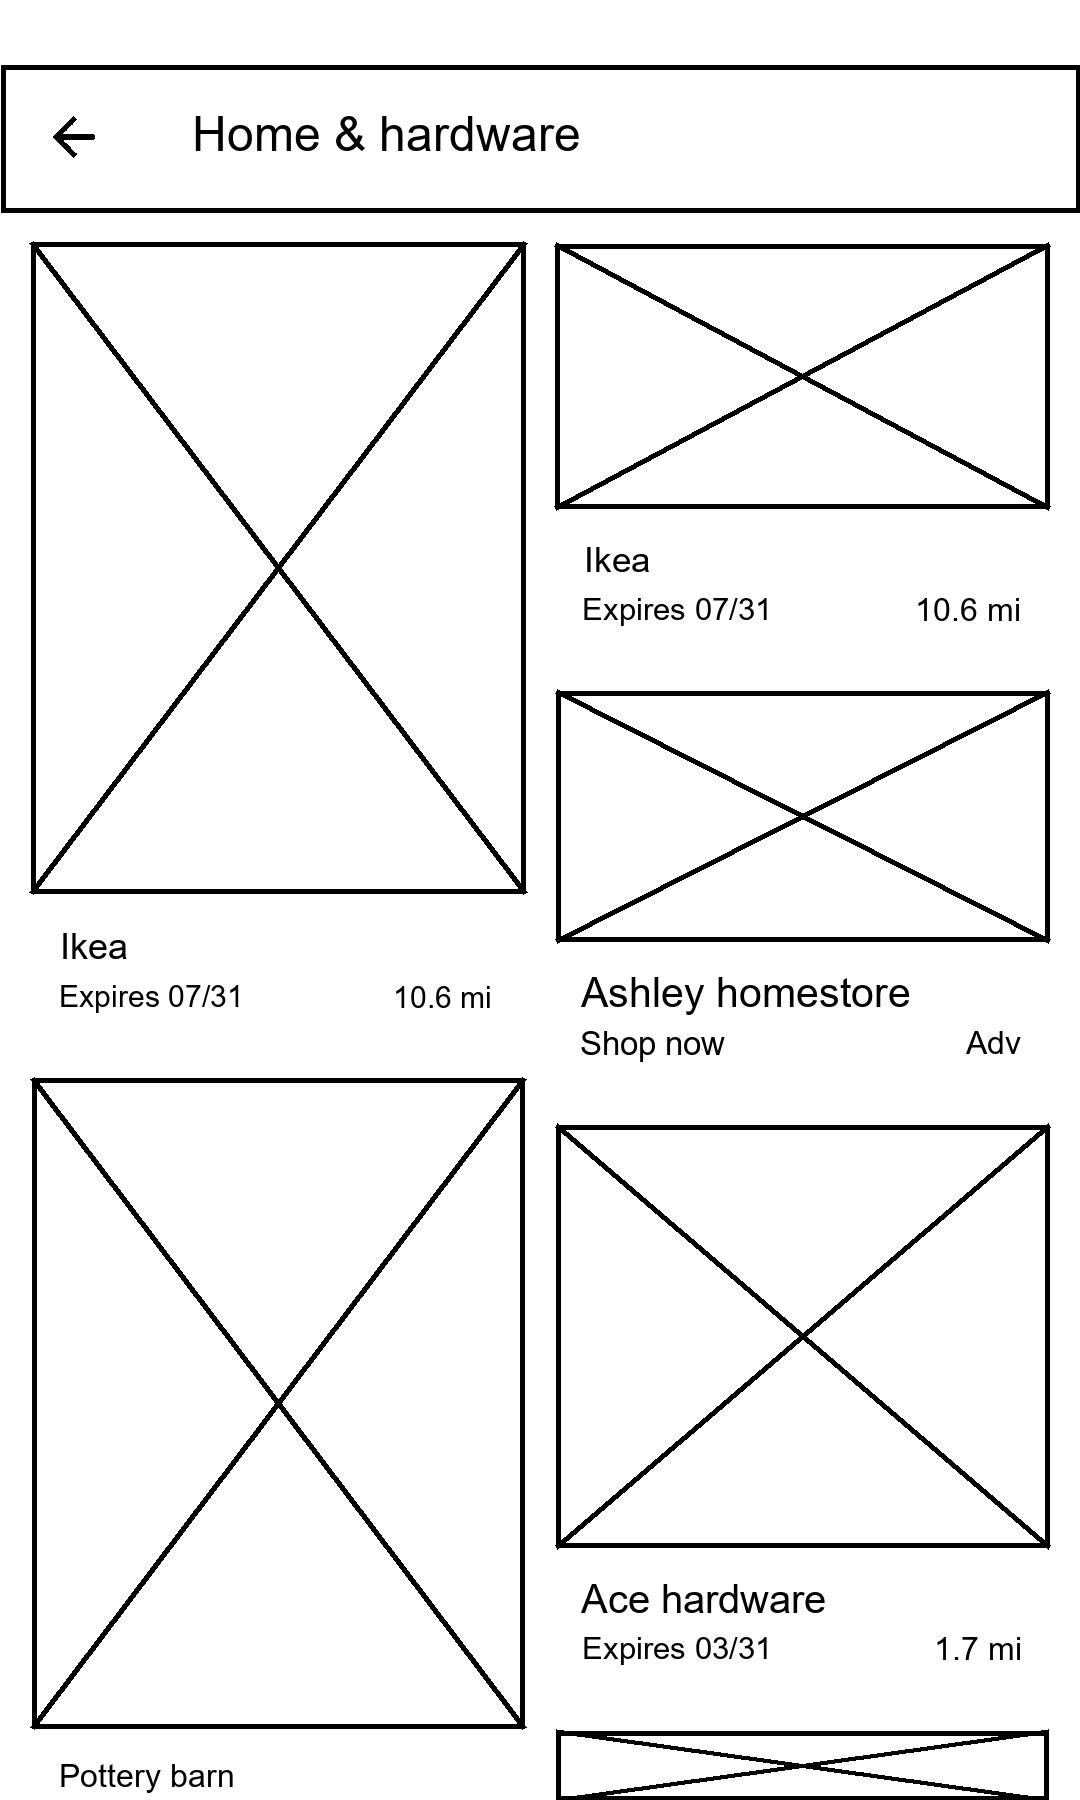 Home & hardware
Ikea
Expires 07/31 10.6 mi
Pottery barn
Ikea
Expires 07/31 10.6 mi
Ashley homestore
Shop now Adv
Ace hardware
Expires 03/31 1.7 mi